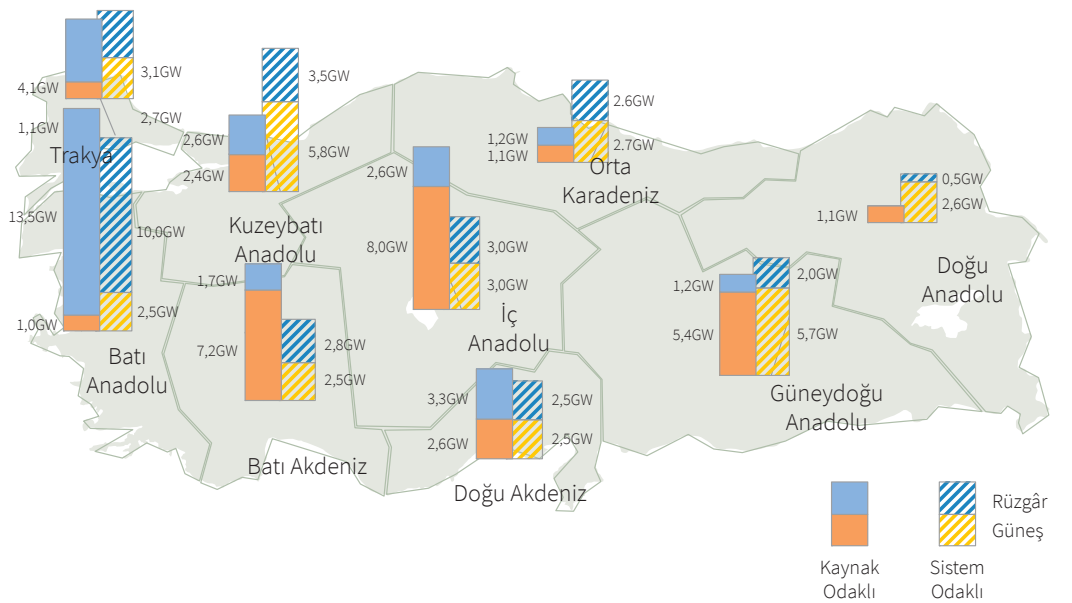 3,1GW
4,1GW
2,7GW
1,1GW
Trakya
13,5GW
10,0GW
1,0GW
2,5GW
Batı
Anadolu
3,5GW
2,6GW
5,8GW
2,4GW
Kuzeybatı
Anadolu
1,7GW
7,2GW
2,8GW
2,5GW
Batı Akdeniz
2,6GW
8,0GW
3,0GW
3,0GW
İç
Anadolu
3,3GW
2,5GW
2,6GW
2,5GW
Doğu Akdeniz
2.6GW
1,2GW
2.7GW
1,1GW
Orta
Karadeniz
0,5GW
2,6GW
1,1GW
Doğu
Anadolu
2,0GW
1,2GW
5,4GW
5,7GW
Güneydoğu
Anadolu
Rüzgâr
Güneş
Kaynak
Odaklı
Sistem
Odaklı